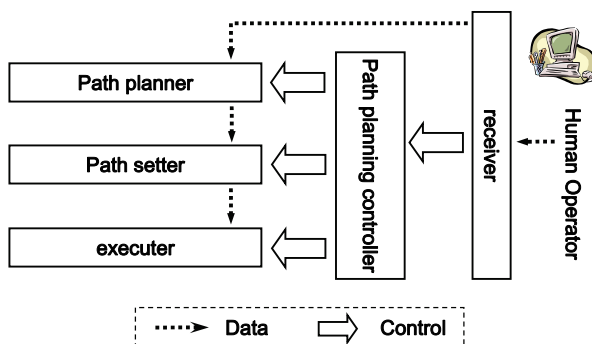 Path planner
Path setter
executer
Path planning controller
receiver
Human Operator
Data
Control